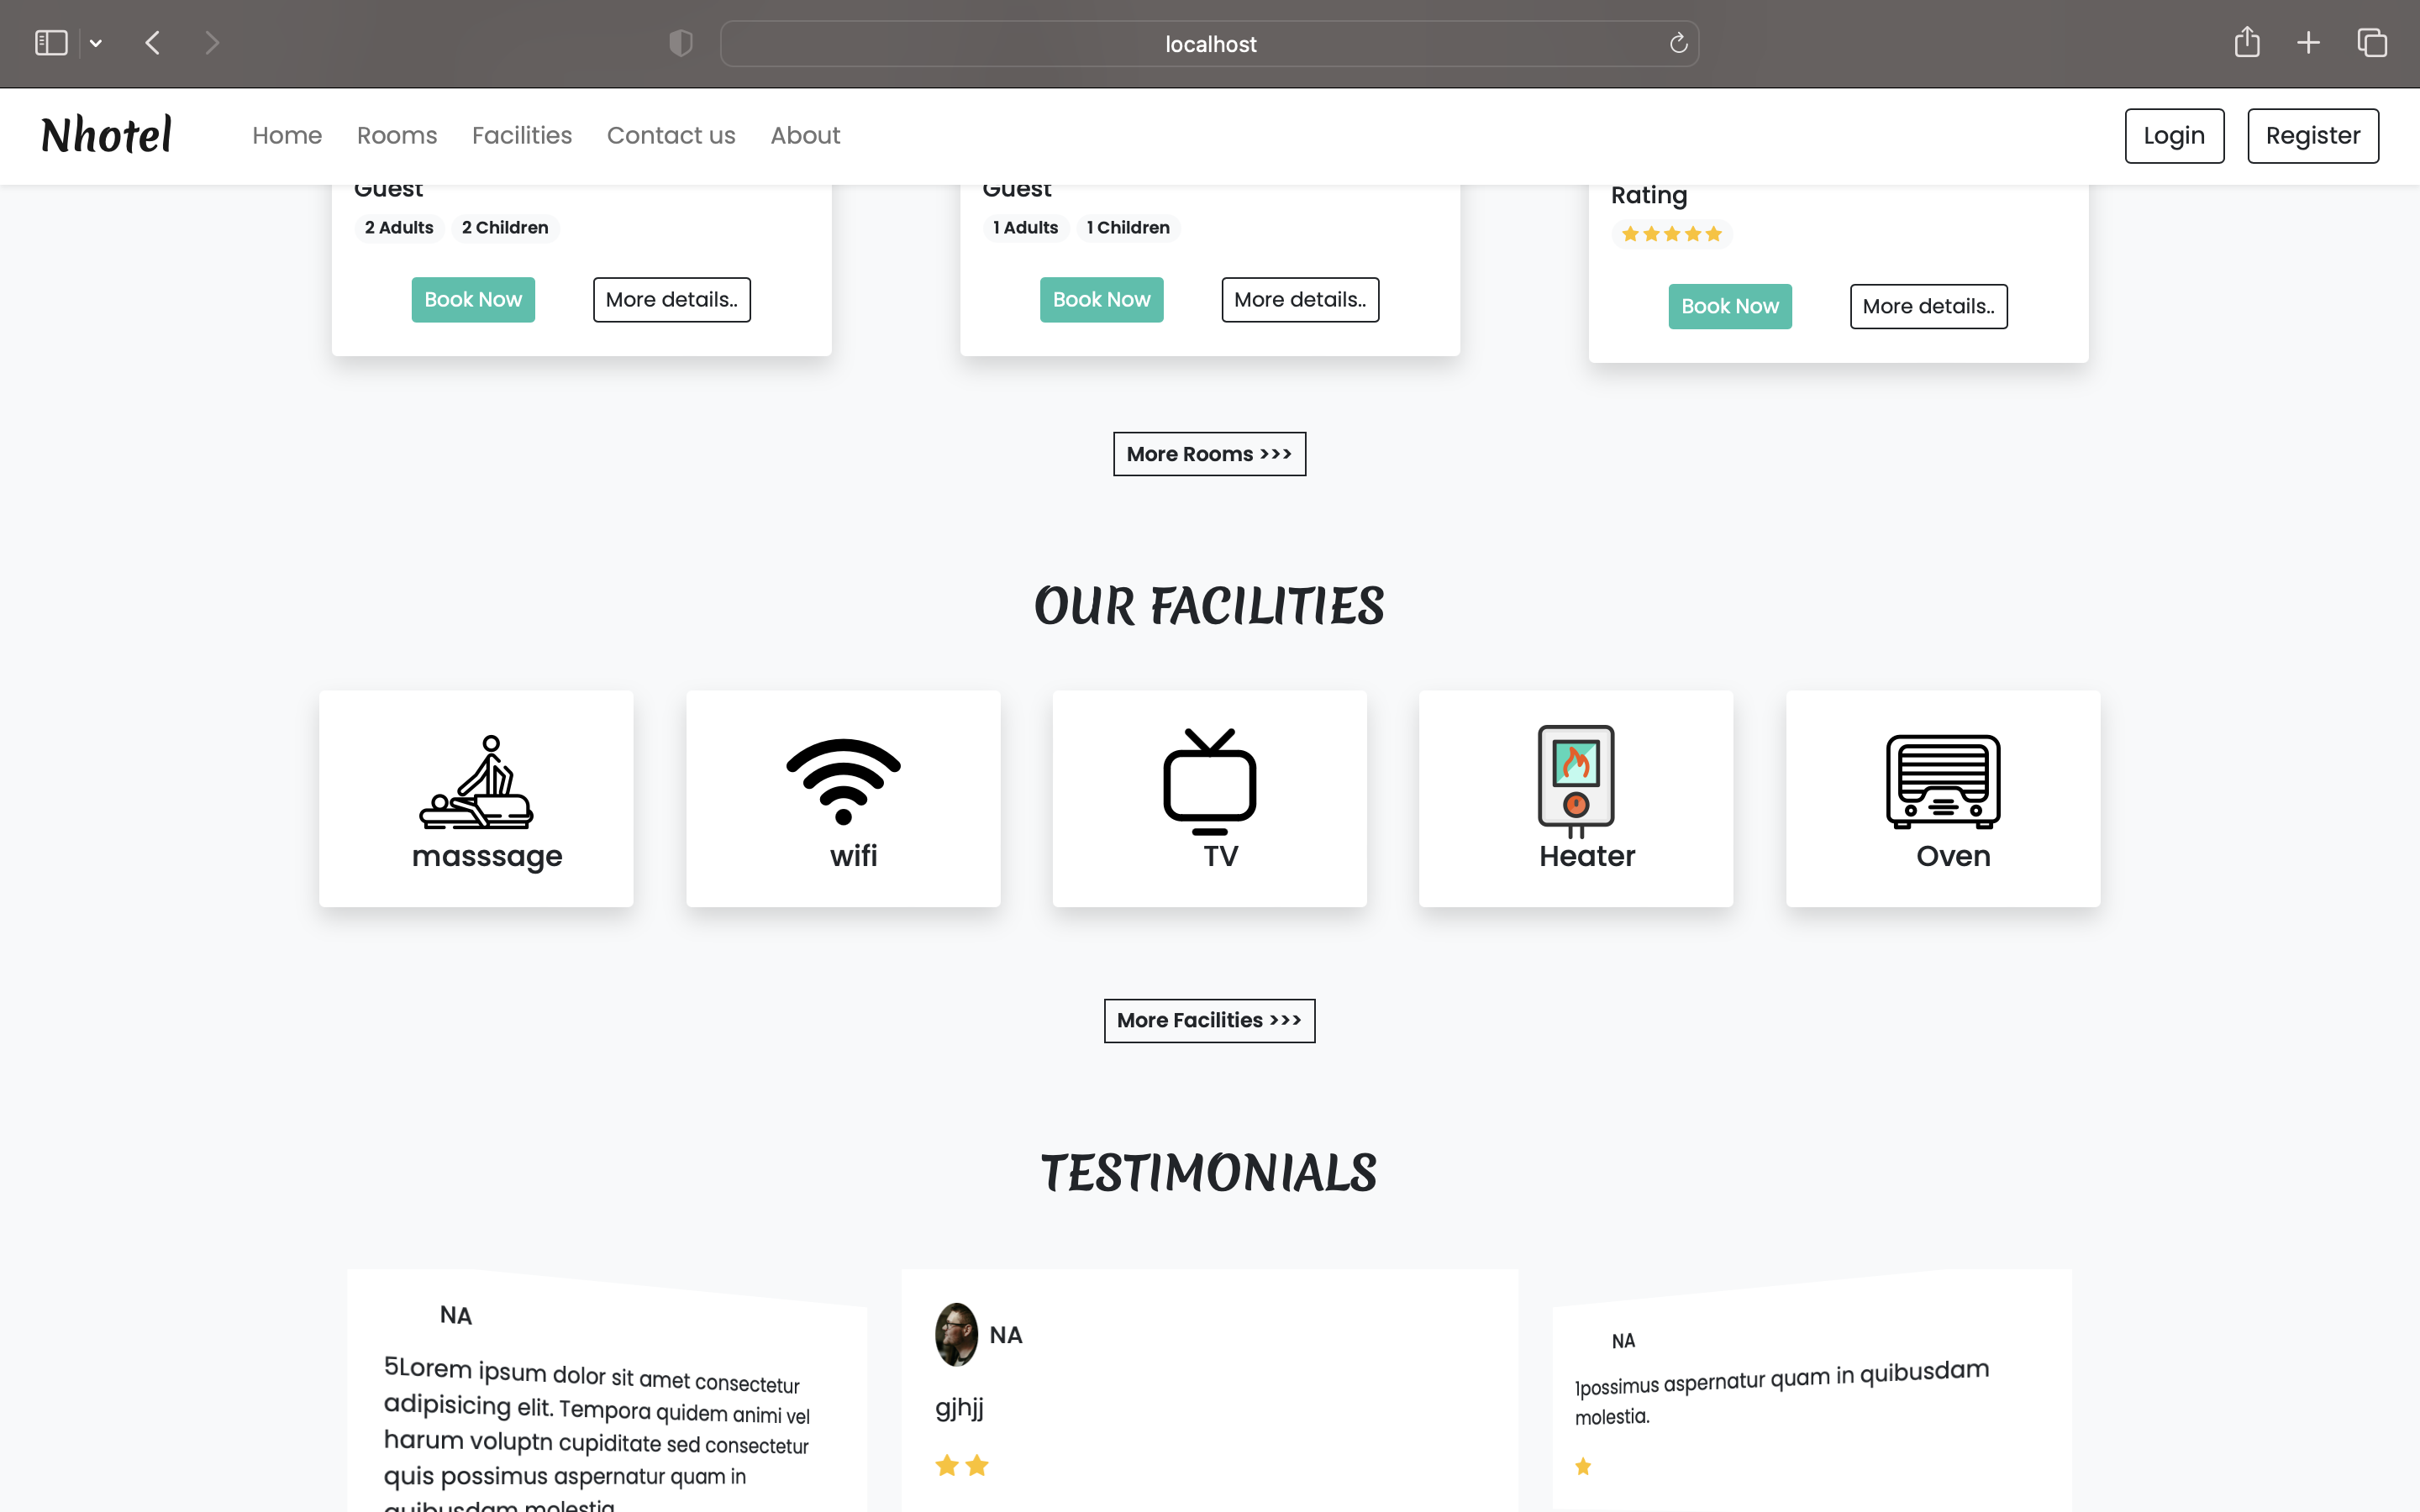 localhost
Nhotel Home Rooms Facilities Contact us About Login Register
Guest Guest Rating
2 Adults 2 Children 1 Adults 1 Children
Book Now More details.. Book Now More details.. Book Now More details..
More Rooms >>>
OUR FACILITIES
masssage wifi TV Heater Oven
More Facilities >>>
TESTIMONIALS
NA
5Lorem ipsum dolor sit amet consectetur
adipisicing elit. Tempora quidem animi vel
harum voluptn cupiditate sed consectetur
quis possimus aspernatur quam in
quibusdam molestia.
NA
gjhjj
NA
1possimus aspernatur quam in quibusdam
molestia.